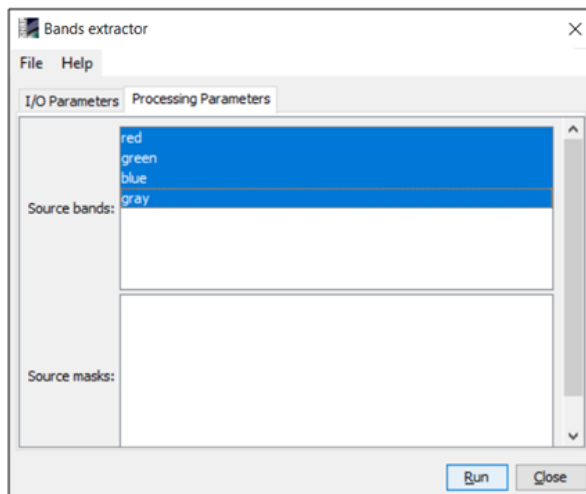 Bands extractor
File Help
I/O Parameters Processing Parameters
red
green
blue
gray
Source bands:
Source masks:
Run Close